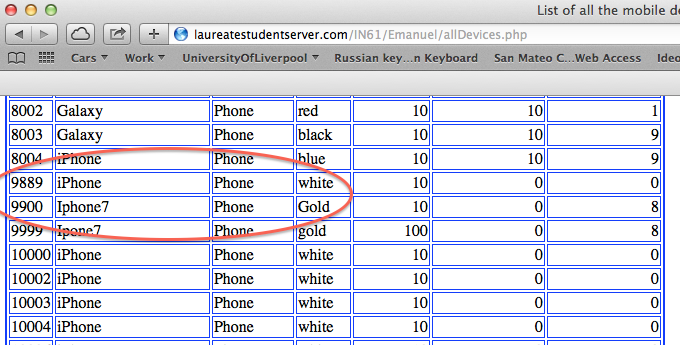 List of all the mobile de
laureatestudentserver.com/IN61/Emanuel/allDevices.php
Cars Work UniversityOfLiverpool Russian key...n Keyboard San Mateo C...Web Access Ideo
8002 Galaxy Phone red 10 10 1
8003 Galaxy Phone black 10 10 9
8004 iPhone Phone blue 10 10 9
9889 iPhone Phone white 10 0 0
9900 Iphone7 Phone Gold 10 0 8
9999 Ipone7 Phone gold 100 0 8
10000 iPhone Phone white 10 0 0
10002 iPhone Phone white 10 0 0
10003 iPhone Phone white 10 0 0
10004 iPhone Phone white 10 0 0